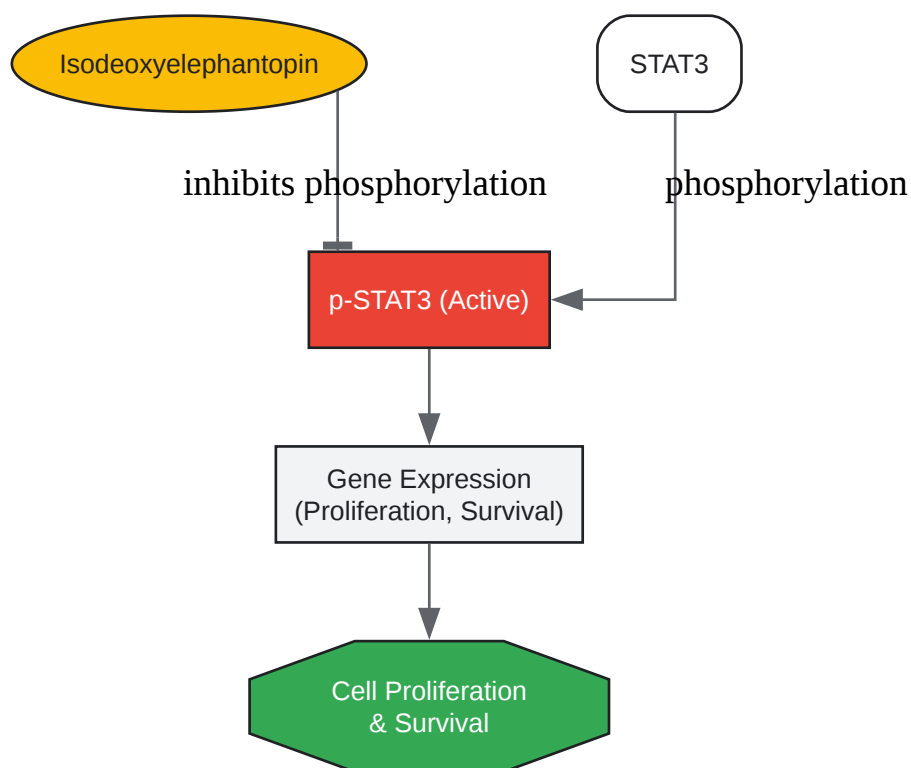 Isodeoxyelephantopin
STAT3
inhibits phosphorylation
phosphorylation
p-STAT3 (Active)
Gene Expression
(Proliferation, Survival)
Cell Proliferation
& Survival